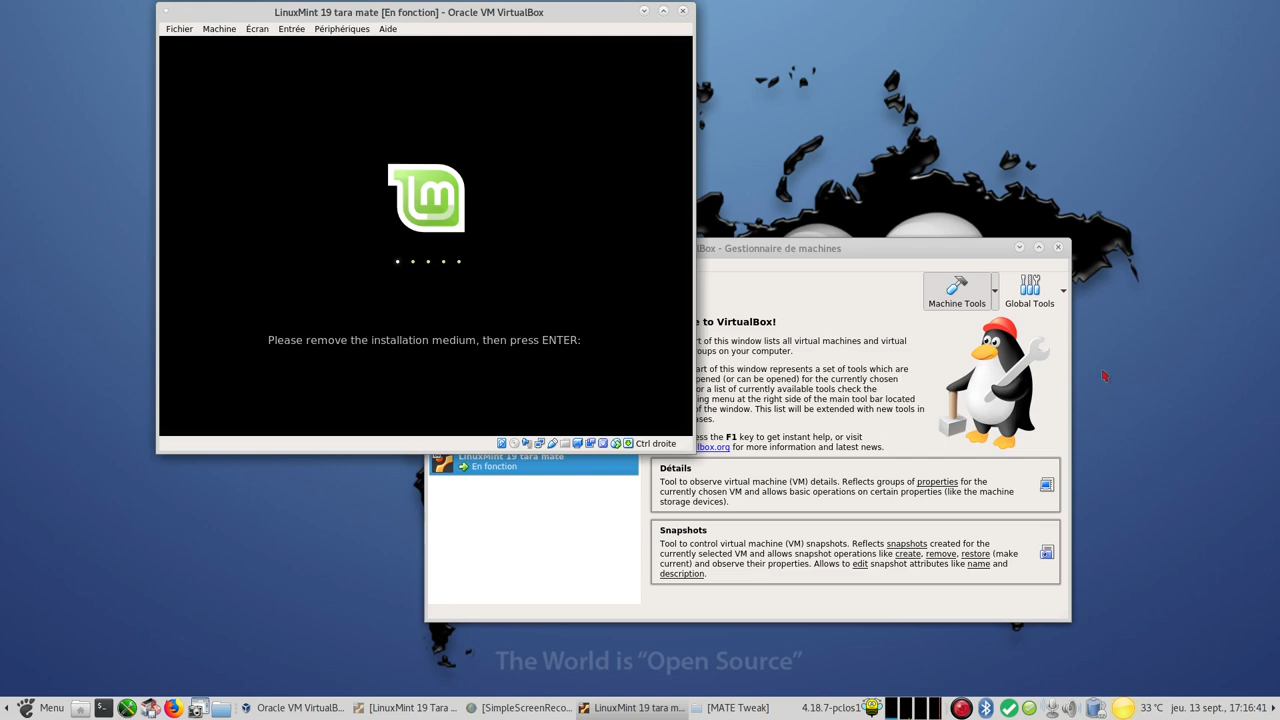 LinuxMint 19 tara mate [En fonction] - Oracle VM VirtualBox
Fichier Machine Écran Entrée Périphériques Aide
Please remove the installation medium, then press ENTER:
Ctrl droite
Box - Gestionnaire de machines
Machine Tools
Global Tools
e to VirtualBox!
art of this window lists all virtual machines and virtual
oups on your computer.
art of this window represents a set of tools which are
pened (or can be opened) for the currently chosen
or a list of currently available tools check the
ng menu at the right side of the main tool bar located
of the window. This list will be extended with new tools in
ases.
ess the F1 key to get instant help, or visit
lbox.org for more information and latest news.
LinuxMint 19 tara mate
En fonction
Détails
Tool to observe virtual machine (VM) details. Reflects groups of properties for the
currently chosen VM and allows basic operations on certain properties (like the machine
storage devices).
Snapshots
Tool to control virtual machine (VM) snapshots. Reflects snapshots created for the
currently selected VM and allows snapshot operations like create, remove, restore (make
current) and observe their properties. Allows to edit snapshot attributes like name and
description.
The World is “Open Source”
Menu
Oracle VM VirtualB...
[LinuxMint 19 Tara ...
[SimpleScreenReco...
LinuxMint 19 tara m...
[MATE Tweak]
4.18.7-pclos1
33 °C
jeu. 13 sept., 17:16:41